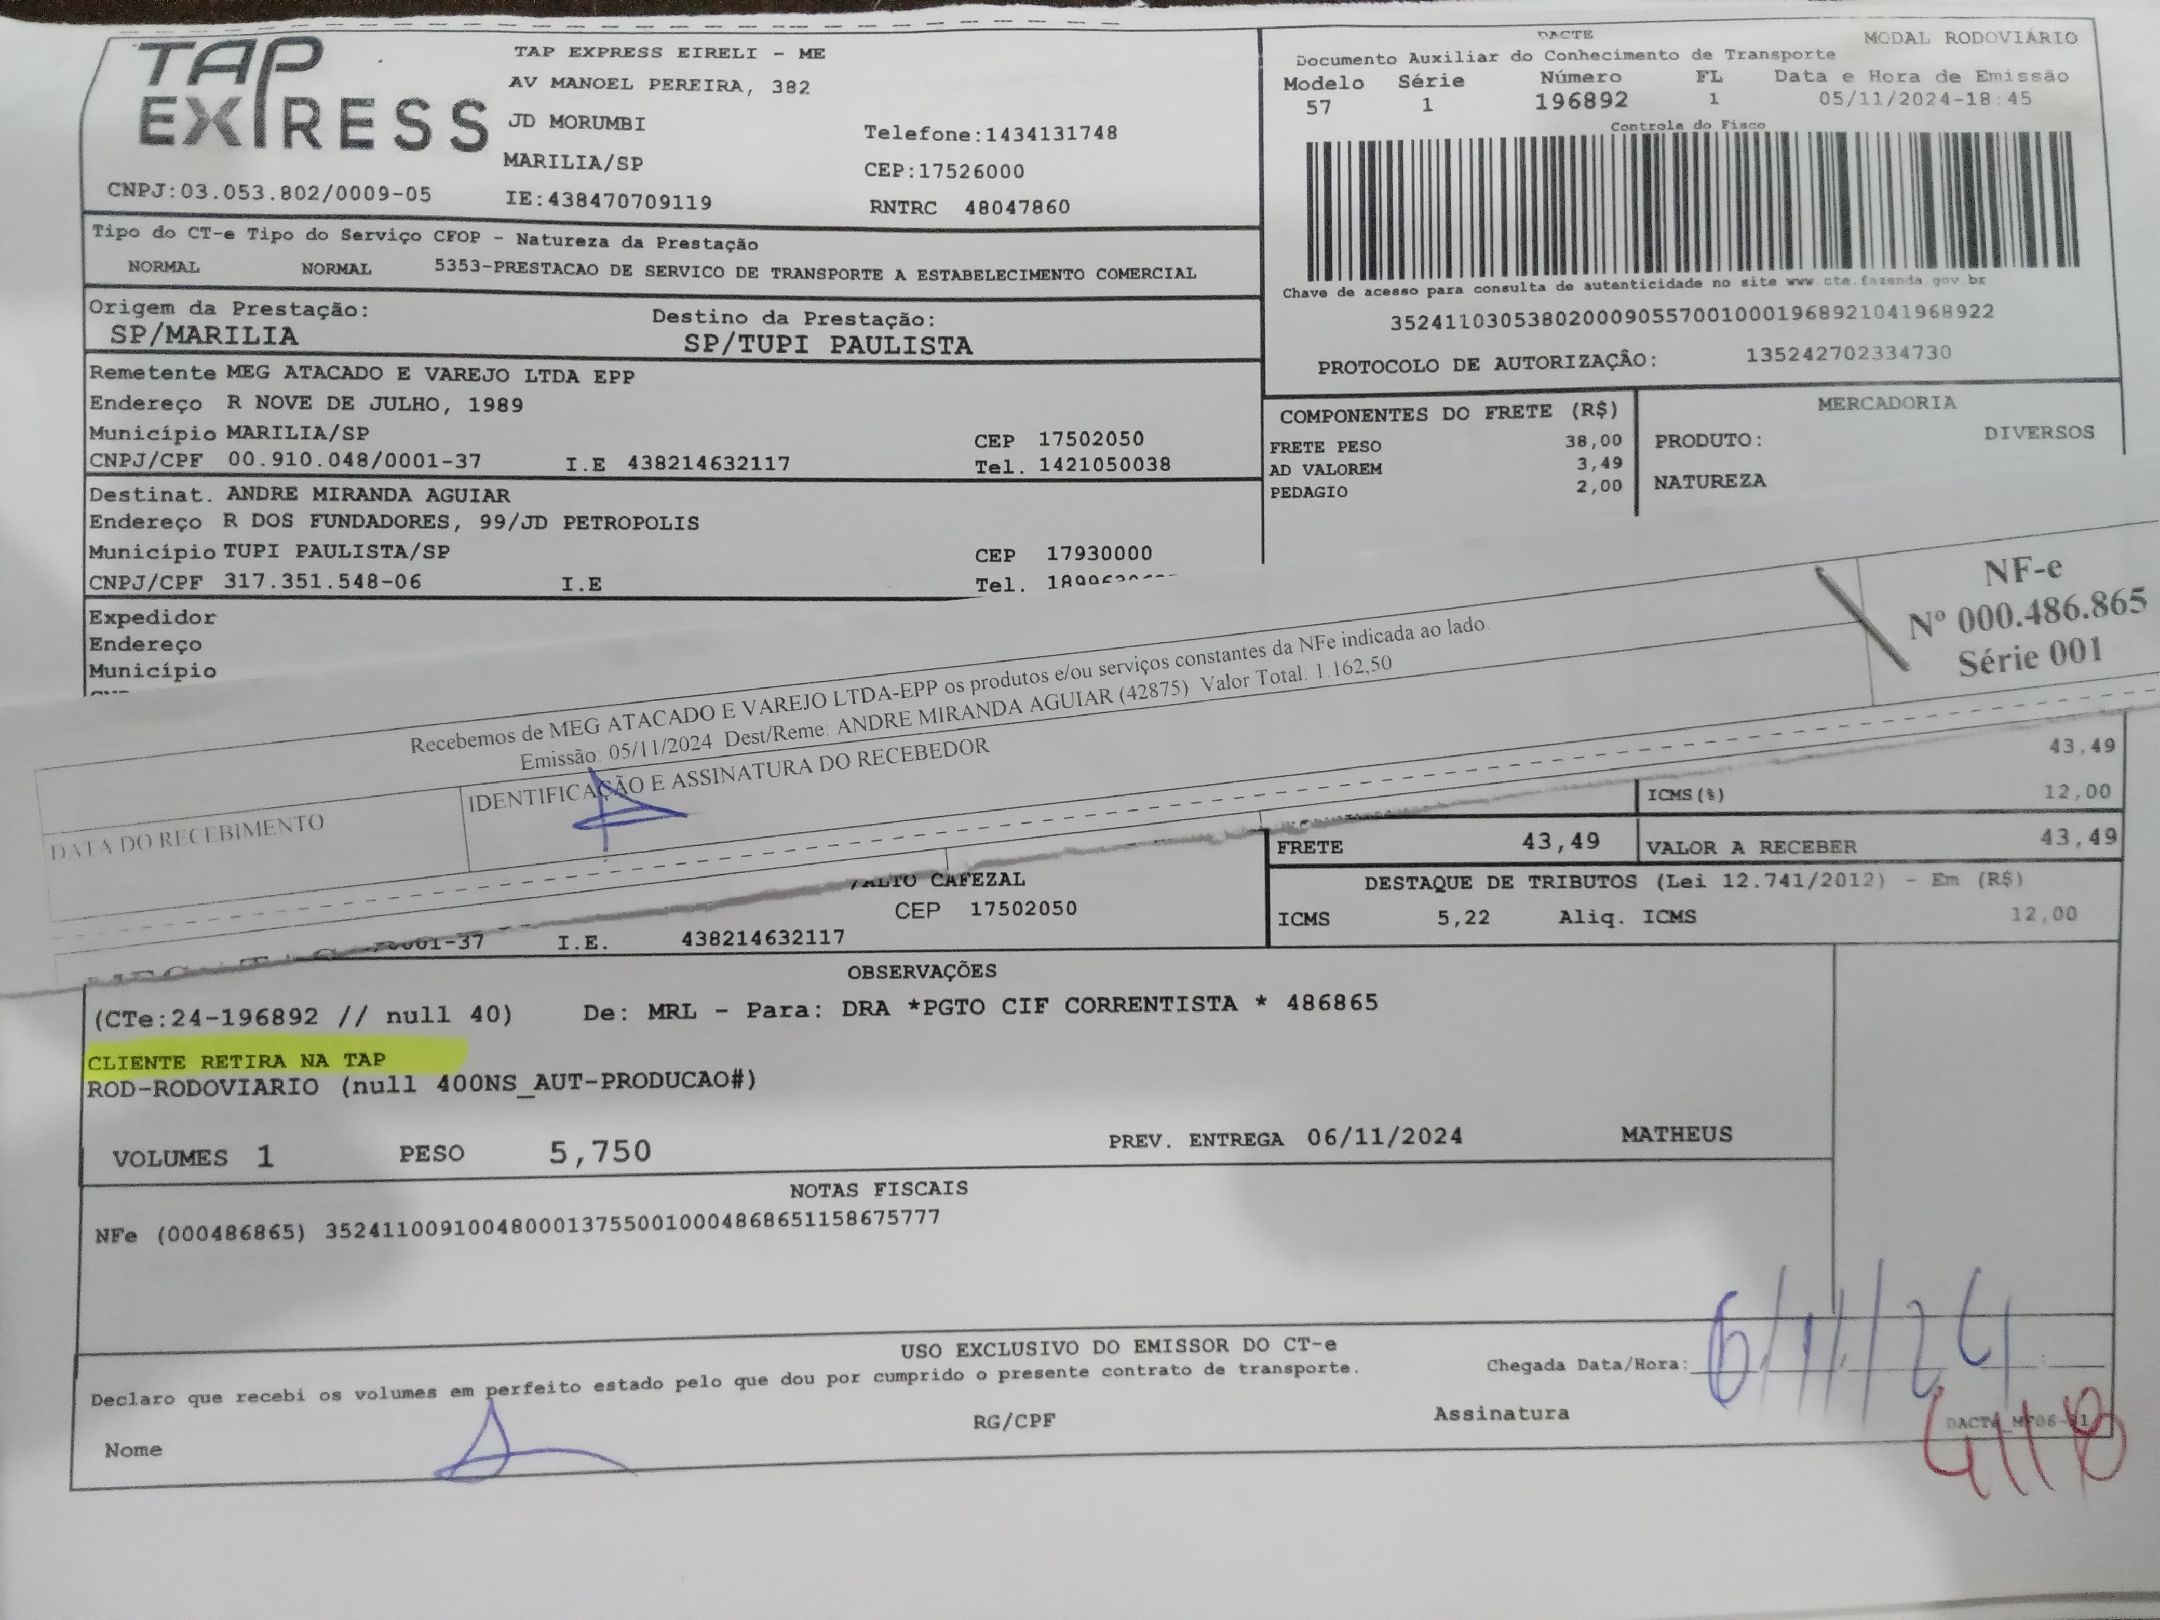 TAP EXPRESS
TAP EXPRESS EIRELI - ME
AV MANOEL PEREIRA, 382
JD MORUMBI
Telefone:1434131748
MARILIA/SP
CEP:17526000
CNPJ:03.053.802/0009-05
IE:438470709119
RNTRC 48047860
DACTE
MODAL RODOVIÁRIO
Documento Auxiliar do Conhecimento de Transporte
Modelo Série Número FL Data e Hora de Emissão
57 1 196892 1 05/11/2024-18:45
Controle do Fisco
Chave de acesso para consulta de autenticidade no site www.cte.fazenda.gov.br
35241103053802000905570010001968921041968922
PROTOCOLO DE AUTORIZAÇÃO: 135242702334730
Tipo do CT-e Tipo do Serviço CFOP - Natureza da Prestação
NORMAL NORMAL 5353-PRESTACAO DE SERVICO DE TRANSPORTE A ESTABELECIMENTO COMERCIAL
Origem da Prestação: Destino da Prestação:
SP/MARILIA SP/TUPI PAULISTA
Remetente MEG ATACADO E VAREJO LTDA EPP
Endereço R NOVE DE JULHO, 1989
Município MARILIA/SP CEP 17502050
CNPJ/CPF 00.910.048/0001-37 I.E 438214632117 Tel. 1421050038
Destinat. ANDRE MIRANDA AGUIAR
Endereço R DOS FUNDADORES, 99/JD PETROPOLIS
Município TUPI PAULISTA/SP CEP 17930000
CNPJ/CPF 317.351.548-06 I.E Tel.
Expedidor
Endereço
Município
COMPONENTES DO FRETE (R$)
FRETE PESO 38,00
AD VALOREM 3,49
PEDAGIO 2,00
MERCADORIA
PRODUTO: DIVERSOS
NATUREZA
NF-e
Nº 000.486.865
Série 001
Recebemos de MEG ATACADO E VAREJO LTDA-EPP os produtos e/ou serviços constantes da NFe indicada ao lado.
Emissão: 05/11/2024 Dest/Reme: ANDRE MIRANDA AGUIAR (42875) Valor Total: 1.162,50
DATA DO RECEBIMENTO
IDENTIFICAÇÃO E ASSINATURA DO RECEBEDOR
43,49
ICMS(%) 12,00
FRETE 43,49 VALOR A RECEBER 43,49
DESTAQUE DE TRIBUTOS (Lei 12.741/2012) - Em (R$)
ICMS 5,22 Aliq. ICMS 12,00
/ALTO CAFEZAL
CEP 17502050
0001-37 I.E. 438214632117
OBSERVAÇÕES
(CTe:24-196892 // null 40) De: MRL - Para: DRA *PGTO CIF CORRENTISTA * 486865
CLIENTE RETIRA NA TAP
ROD-RODOVIARIO (null 400NS_AUT-PRODUCAO#)
VOLUMES 1 PESO 5,750 PREV. ENTREGA 06/11/2024 MATHEUS
NOTAS FISCAIS
NFe (000486865) 35241100910048000137550010004868651158675777
USO EXCLUSIVO DO EMISSOR DO CT-e
Declaro que recebi os volumes em perfeito estado pelo que dou por cumprido o presente contrato de transporte.
Chegada Data/Hora: 6/11/24
Nome RG/CPF Assinatura